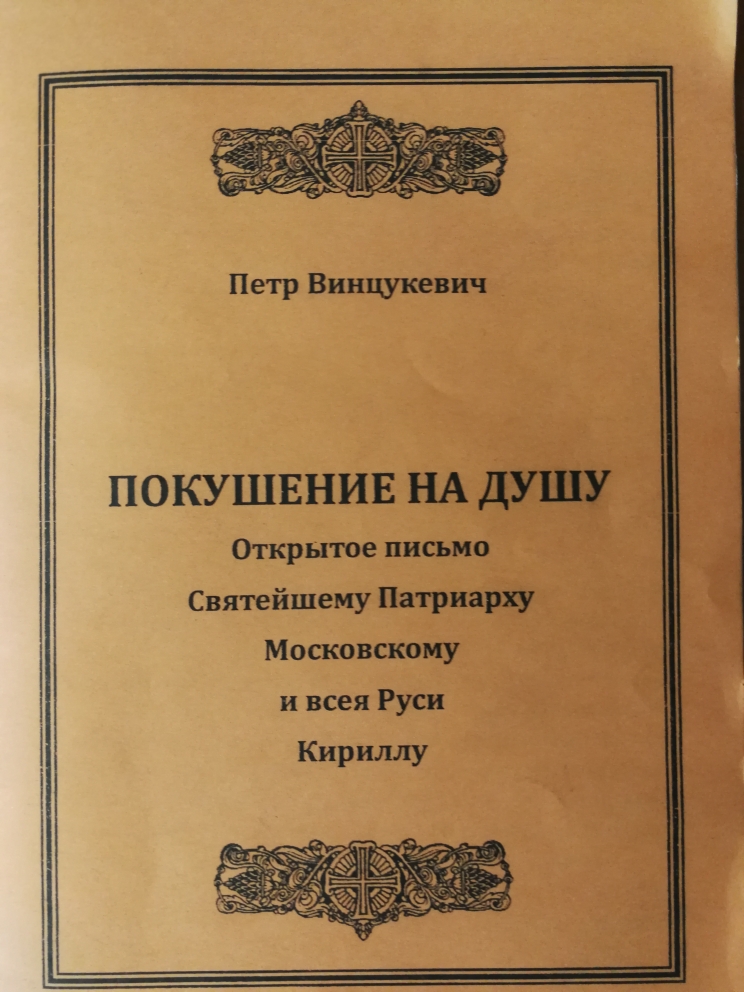 Петр Винцукевич
ПОКУШЕНИЕ НА ДУШУ
Открытое письмо
Святейшему Патриарху
Московскому
и всея Руси
Кириллу